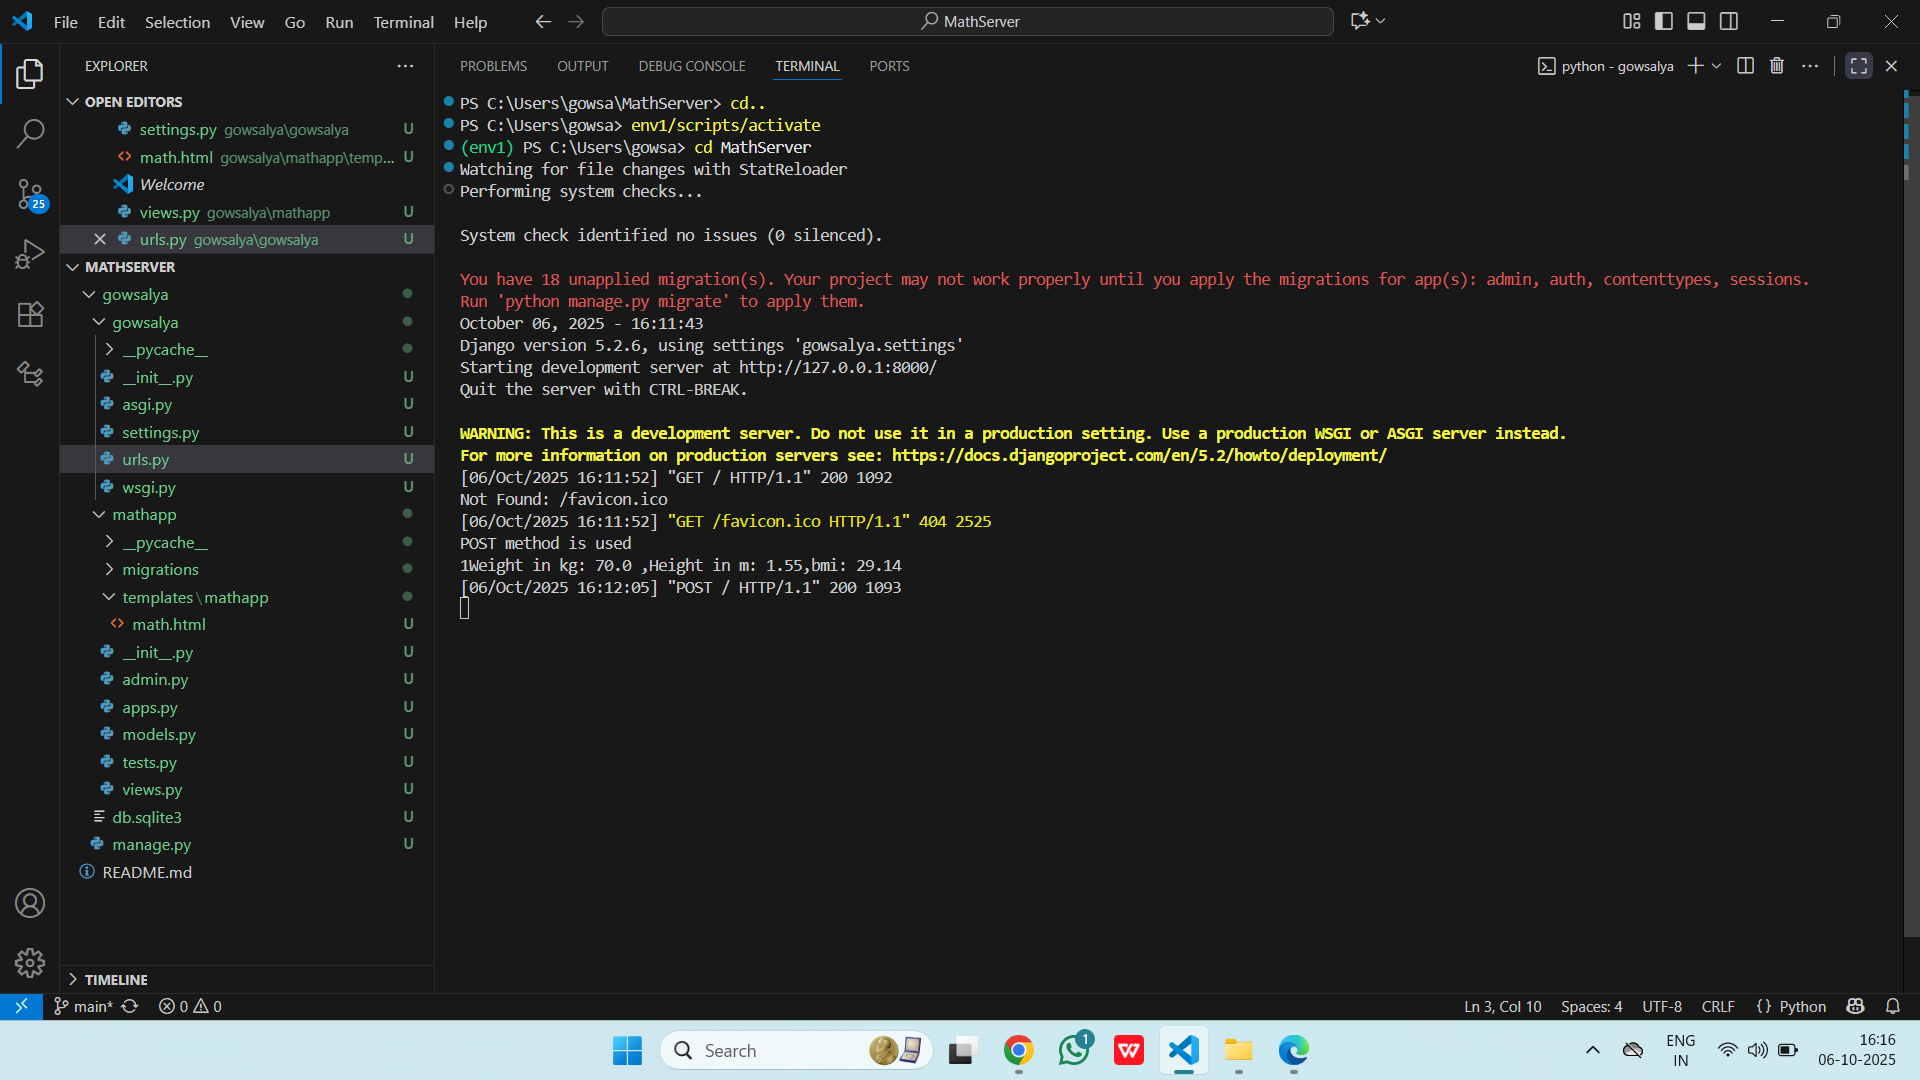 File Edit Selection View Go Run Terminal Help
MathServer
EXPLORER
OPEN EDITORS
settings.py gowsalya\gowsalya U
math.html gowsalya\mathapp\temp... U
Welcome
views.py gowsalya\mathapp U
urls.py gowsalya\gowsalya U
MATHSERVER
gowsalya
gowsalya
__pycache__
__init__.py U
asgi.py U
settings.py U
urls.py U
wsgi.py U
mathapp
__pycache__
migrations
templates\mathapp
math.html U
__init__.py U
admin.py U
apps.py U
models.py U
tests.py U
views.py U
db.sqlite3 U
manage.py U
README.md
TIMELINE
25
PROBLEMS OUTPUT DEBUG CONSOLE TERMINAL PORTS
python - gowsalya
PS C:\Users\gowsa\MathServer> cd..
PS C:\Users\gowsa> env1/scripts/activate
(env1) PS C:\Users\gowsa> cd MathServer
Watching for file changes with StatReloader
Performing system checks...
System check identified no issues (0 silenced).
You have 18 unapplied migration(s). Your project may not work properly until you apply the migrations for app(s): admin, auth, contenttypes, sessions.
Run 'python manage.py migrate' to apply them.
October 06, 2025 - 16:11:43
Django version 5.2.6, using settings 'gowsalya.settings'
Starting development server at http://127.0.0.1:8000/
Quit the server with CTRL-BREAK.
WARNING: This is a development server. Do not use it in a production setting. Use a production WSGI or ASGI server instead.
For more information on production servers see: https://docs.djangoproject.com/en/5.2/howto/deployment/
[06/Oct/2025 16:11:52] "GET / HTTP/1.1" 200 1092
Not Found: /favicon.ico
[06/Oct/2025 16:11:52] "GET /favicon.ico HTTP/1.1" 404 2525
POST method is used
1Weight in kg: 70.0 ,Height in m: 1.55,bmi: 29.14
[06/Oct/2025 16:12:05] "POST / HTTP/1.1" 200 1093
main* 0 0
Ln 3, Col 10 Spaces: 4 UTF-8 CRLF {} Python
Search
1
W
ENG
IN
16:16
06-10-2025